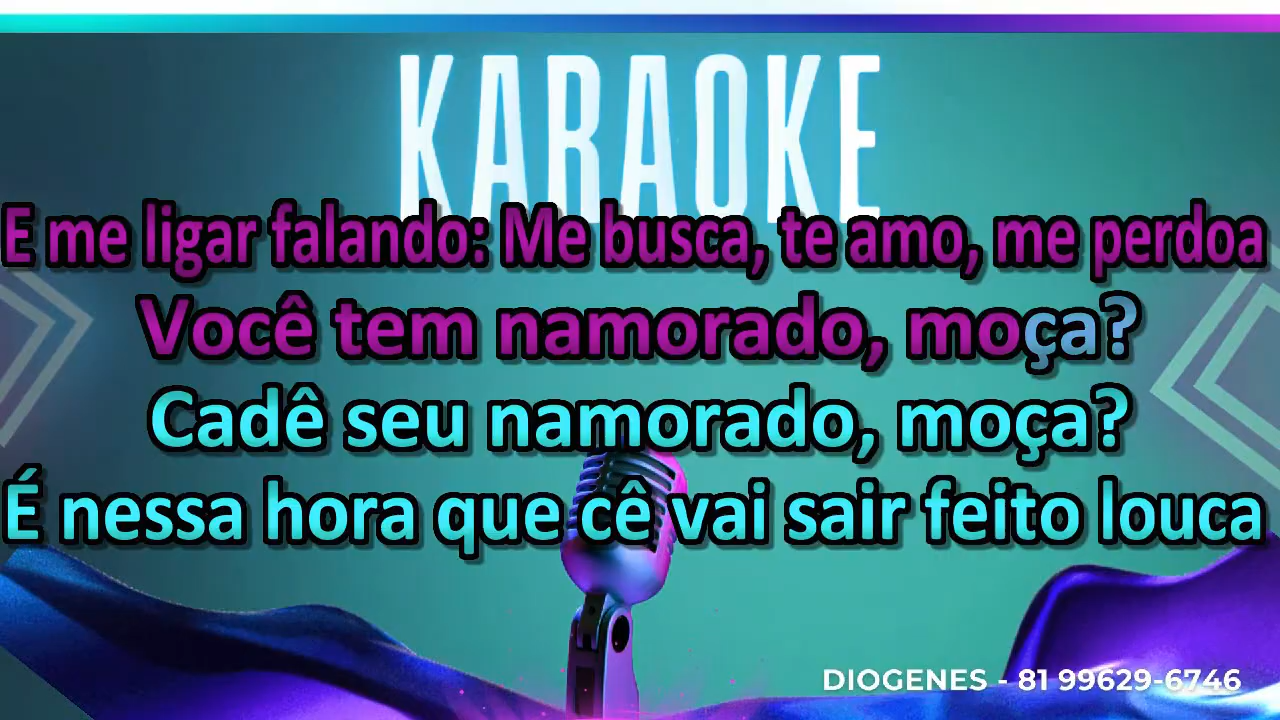 KARAOKE
E me ligar falando: Me busca, te amo, me perdoa
Você tem namorado, moça?
Cadê seu namorado, moça?
É nessa hora que cê vai sair feito louca
DIOGENES - 81 99629-6746